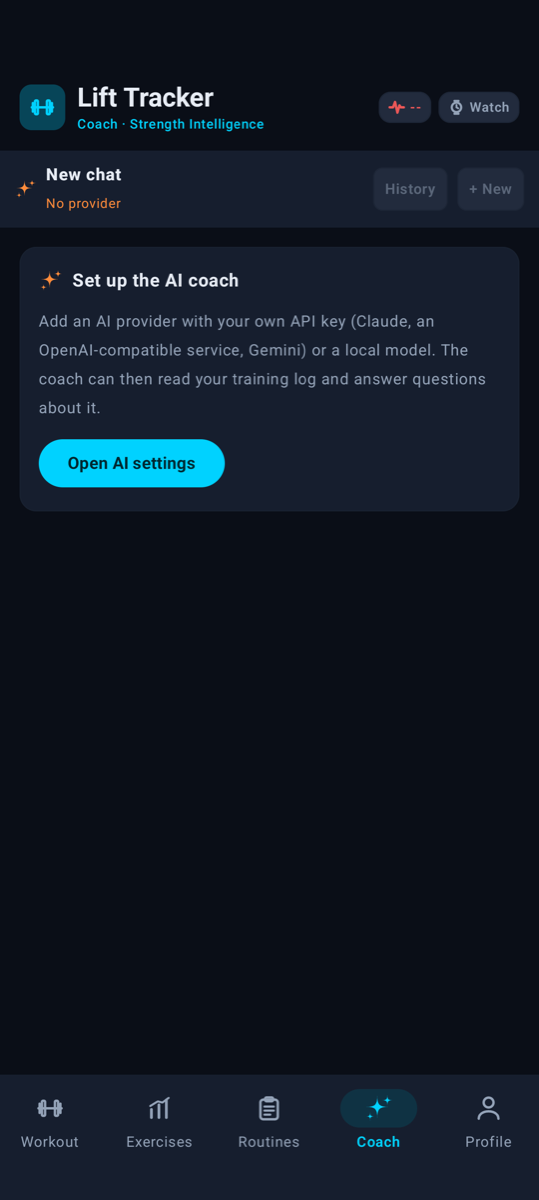 Lift Tracker
Coach · Strength Intelligence
--
Watch
New chat
No provider
History
+ New
Set up the AI coach
Add an AI provider with your own API key (Claude, an
OpenAI-compatible service, Gemini) or a local model. The
coach can then read your training log and answer questions
about it.
Open AI settings
Workout
Exercises
Routines
Coach
Profile